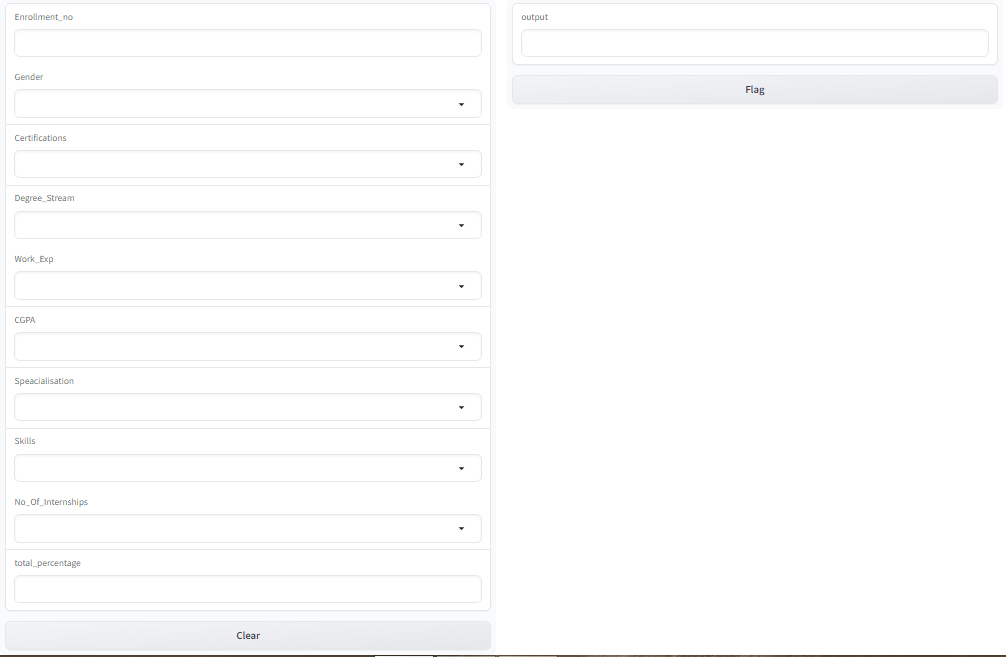 Enrollment_no
Gender
Certifications
Degree_Stream
Work_Exp
CGPA
Speacialisation
Skills
No_Of_Internships
total_percentage
Clear
output
Flag